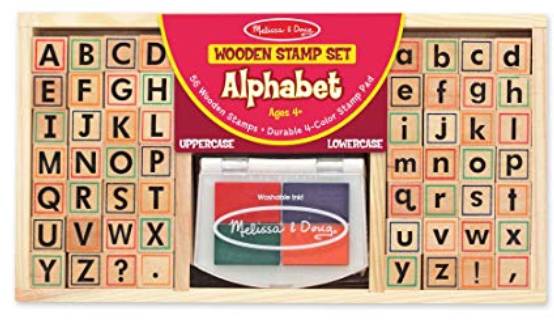 A B C D
E F G H
I J K L
M N O P
Q R S T
U V W X
Y Z ? .
Melissa & Doug
WOODEN STAMP SET
Alphabet
Ages 4+
56 Wooden Stamps • Durable 4-Color Stamp Pad
UPPERCASE
LOWERCASE
Washable Ink!
Melissa & Doug
a b c d
e f g h
i j k l
m n o p
q r s t
u v w x
y z ! ,